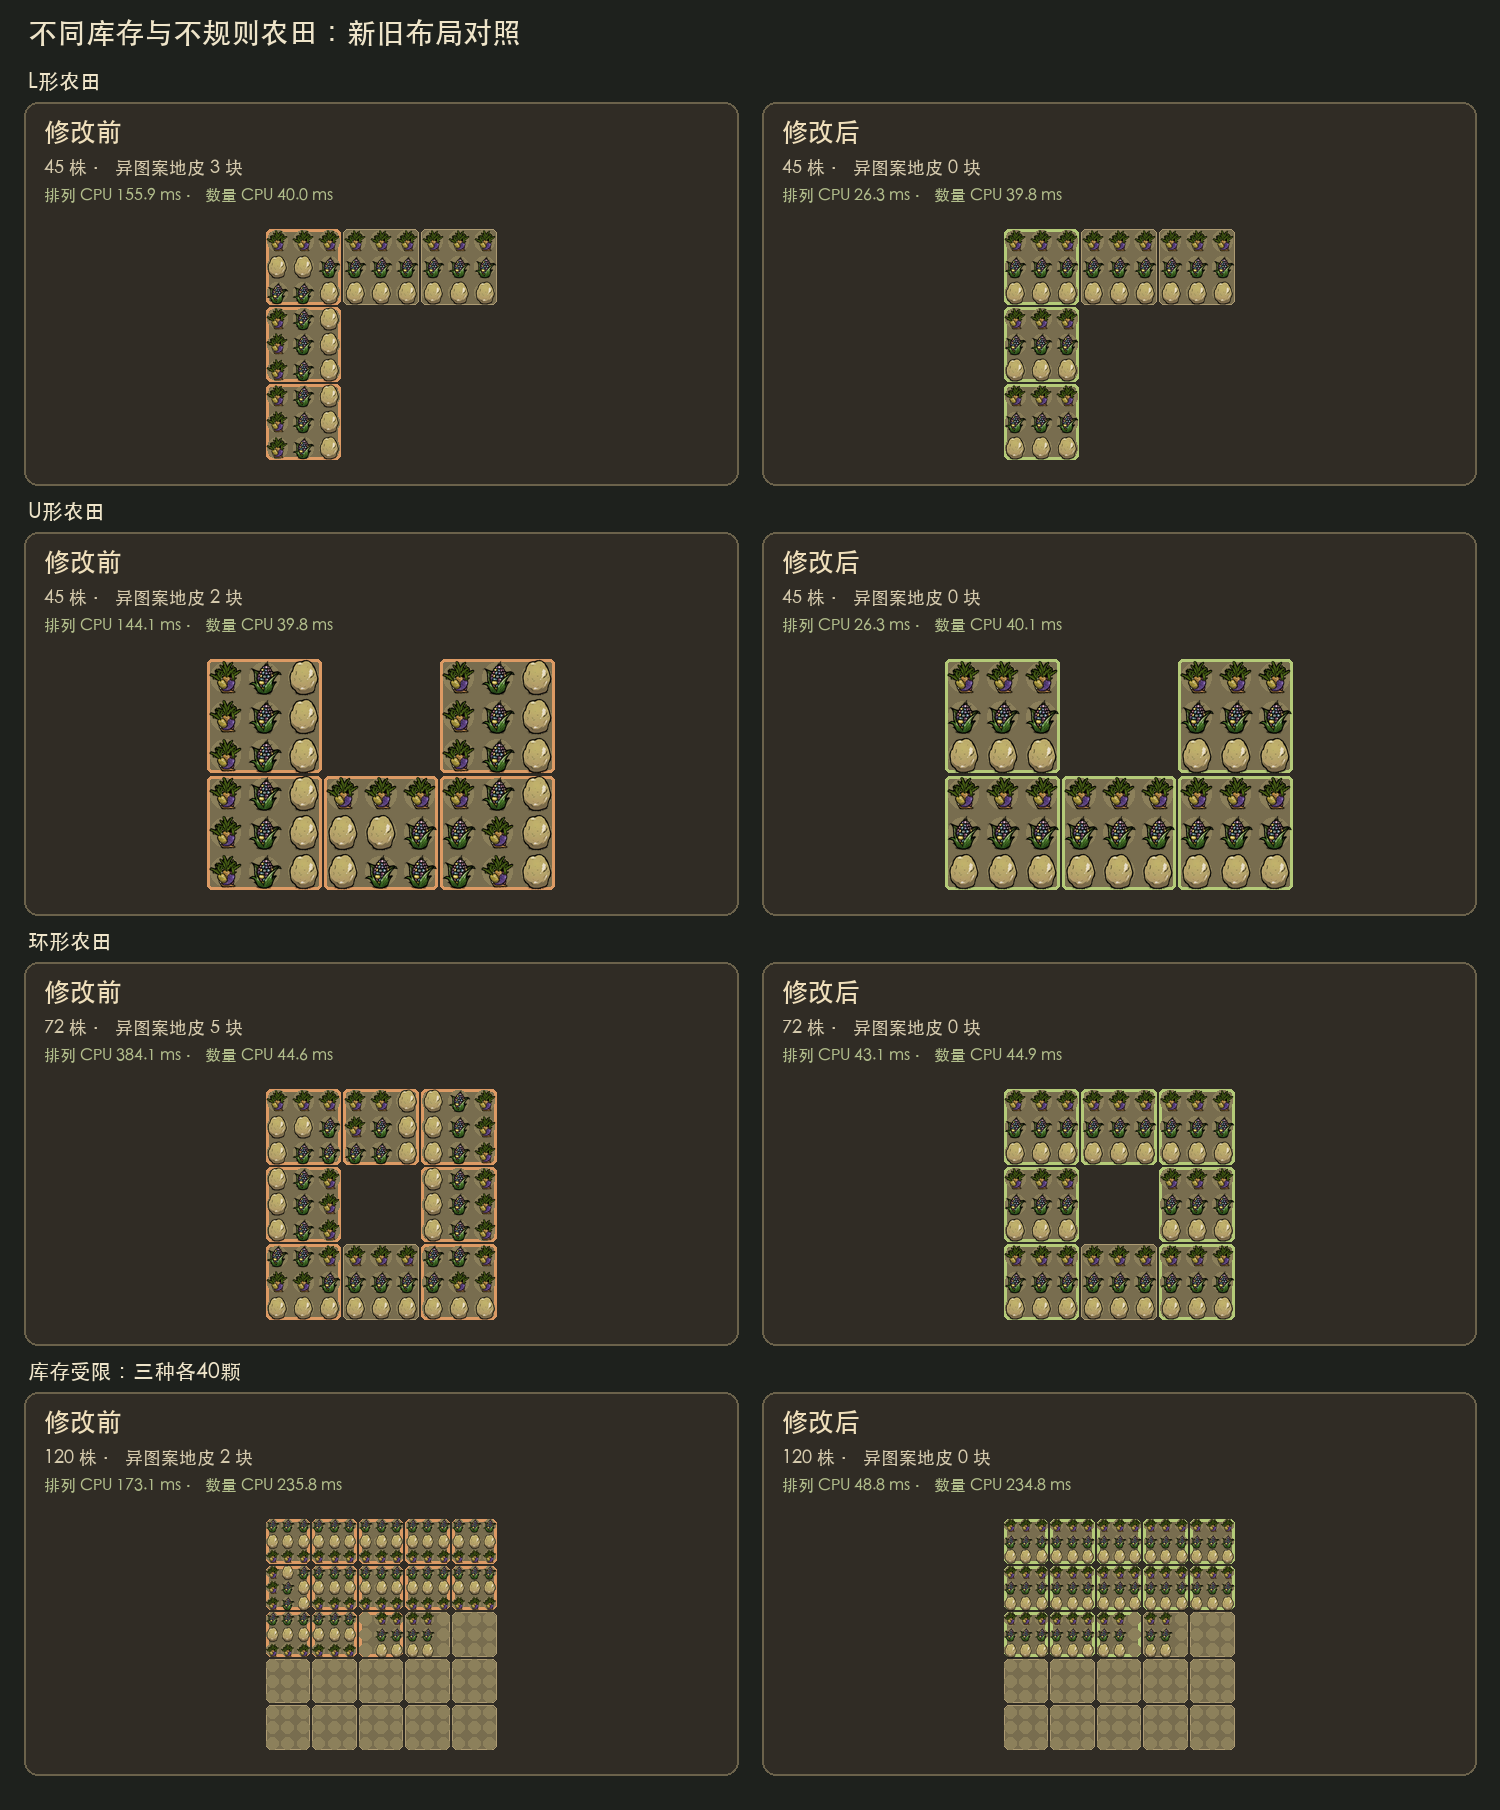 不同库存与不规则农田：新旧布局对照
L形农田
修改前
45 株 · 异图案地皮 3 块
排列 CPU 155.9 ms · 数量 CPU 40.0 ms
修改后
45 株 · 异图案地皮 0 块
排列 CPU 26.3 ms · 数量 CPU 39.8 ms
U形农田
修改前
45 株 · 异图案地皮 2 块
排列 CPU 144.1 ms · 数量 CPU 39.8 ms
修改后
45 株 · 异图案地皮 0 块
排列 CPU 26.3 ms · 数量 CPU 40.1 ms
环形农田
修改前
72 株 · 异图案地皮 5 块
排列 CPU 384.1 ms · 数量 CPU 44.6 ms
修改后
72 株 · 异图案地皮 0 块
排列 CPU 43.1 ms · 数量 CPU 44.9 ms
库存受限：三种各40颗
修改前
120 株 · 异图案地皮 2 块
排列 CPU 173.1 ms · 数量 CPU 235.8 ms
修改后
120 株 · 异图案地皮 0 块
排列 CPU 48.8 ms · 数量 CPU 234.8 ms